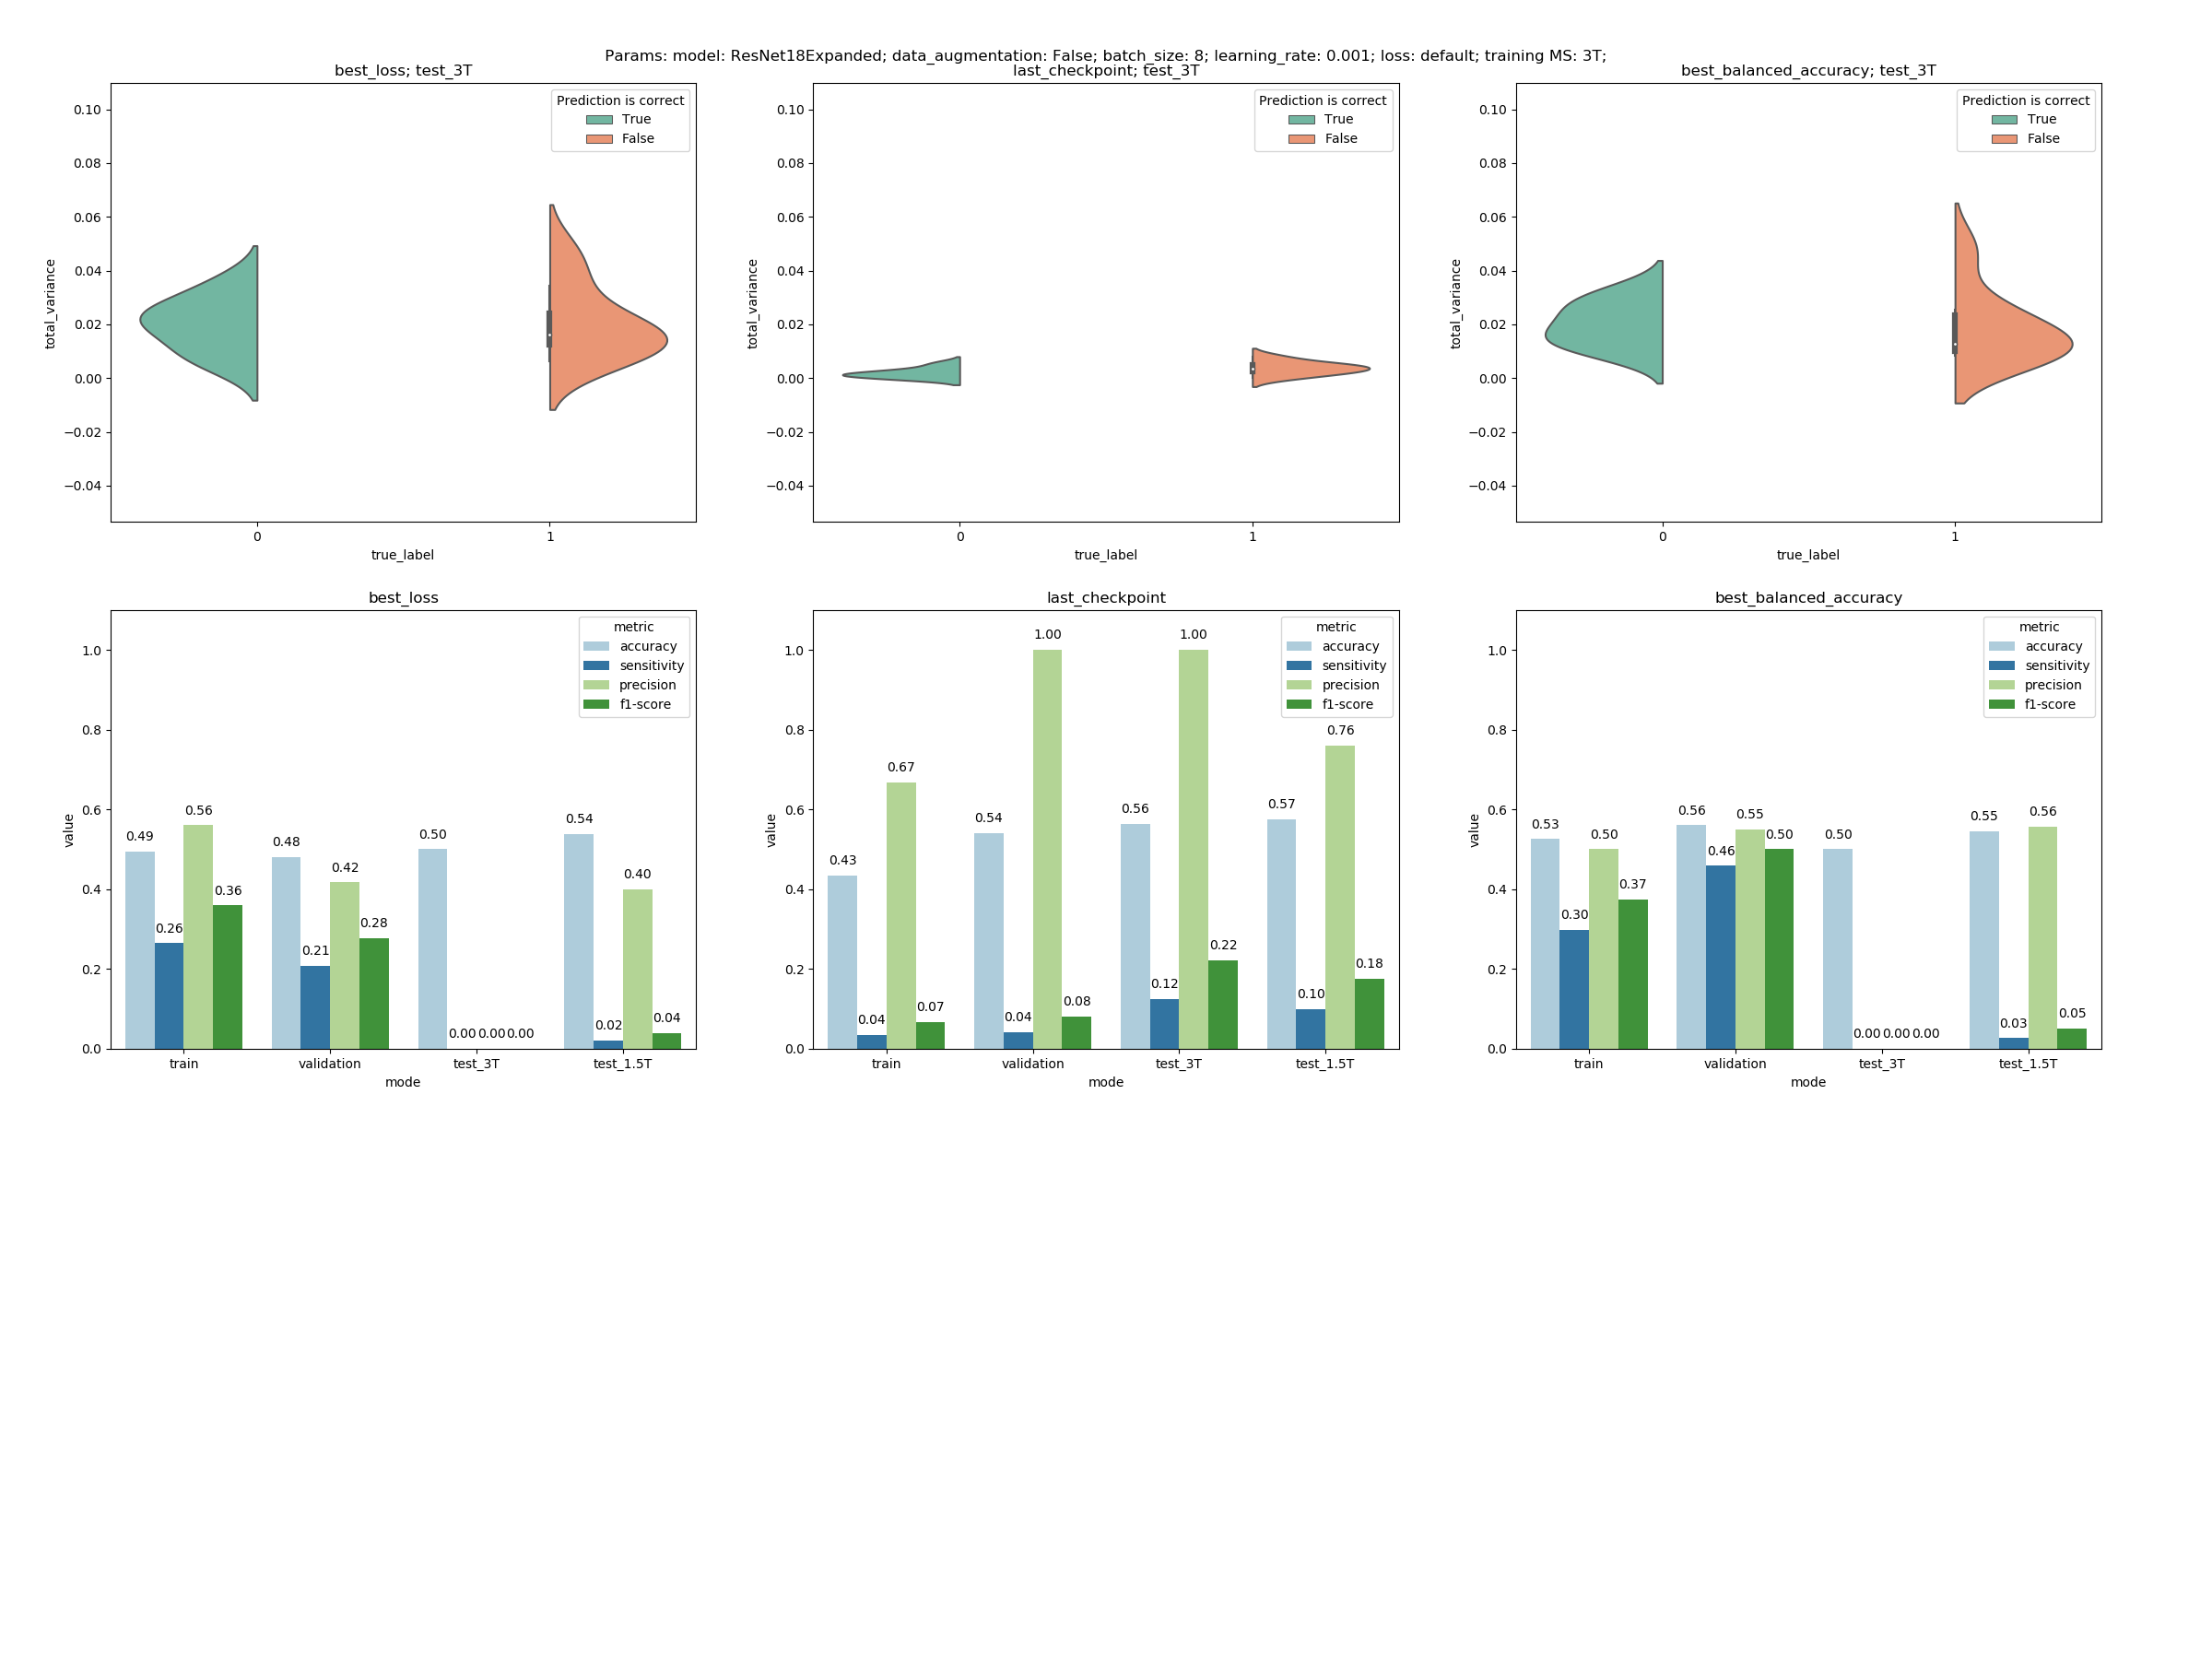 Params: model: ResNet18Expanded; data_augmentation: False; batch_size: 8; learning_rate: 0.001; loss: default; training MS: 3T;
best_loss; test_3T
Prediction is correct
True
False
total_variance
0.10
0.08
0.06
0.04
0.02
0.00
−0.02
−0.04
0
1
true_label
last_checkpoint; test_3T
Prediction is correct
True
False
total_variance
0.10
0.08
0.06
0.04
0.02
0.00
−0.02
−0.04
0
1
true_label
best_balanced_accuracy; test_3T
Prediction is correct
True
False
total_variance
0.10
0.08
0.06
0.04
0.02
0.00
−0.02
−0.04
0
1
true_label
best_loss
metric
accuracy
sensitivity
precision
f1-score
value
1.0
0.8
0.6
0.4
0.2
0.0
0.49
0.26
0.56
0.36
0.48
0.21
0.42
0.28
0.50
0.00
0.00
0.00
0.54
0.02
0.40
0.04
train
validation
test_3T
test_1.5T
mode
last_checkpoint
metric
accuracy
sensitivity
precision
f1-score
value
1.0
0.8
0.6
0.4
0.2
0.0
0.43
0.04
0.67
0.07
0.54
0.04
1.00
0.08
0.56
0.12
1.00
0.22
0.57
0.10
0.76
0.18
train
validation
test_3T
test_1.5T
mode
best_balanced_accuracy
metric
accuracy
sensitivity
precision
f1-score
value
1.0
0.8
0.6
0.4
0.2
0.0
0.53
0.30
0.50
0.37
0.56
0.46
0.55
0.50
0.50
0.00
0.00
0.00
0.55
0.03
0.56
0.05
train
validation
test_3T
test_1.5T
mode